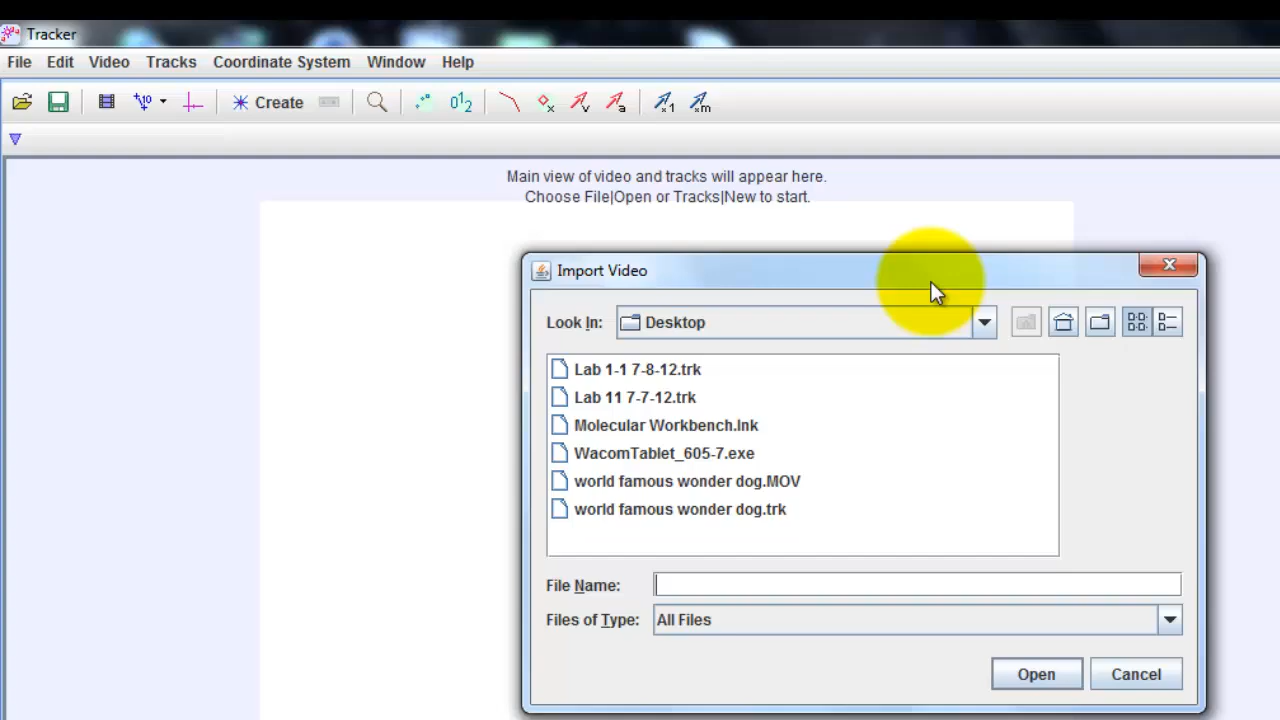 Tracker
File Edit Video Tracks Coordinate System Window Help
Create
Main view of video and tracks will appear here.
Choose File|Open or Tracks|New to start.
Import Video
Look In: Desktop
Lab 1-1 7-8-12.trk
Lab 11 7-7-12.trk
Molecular Workbench.lnk
WacomTablet_605-7.exe
world famous wonder dog.MOV
world famous wonder dog.trk
File Name:
Files of Type: All Files
Open Cancel